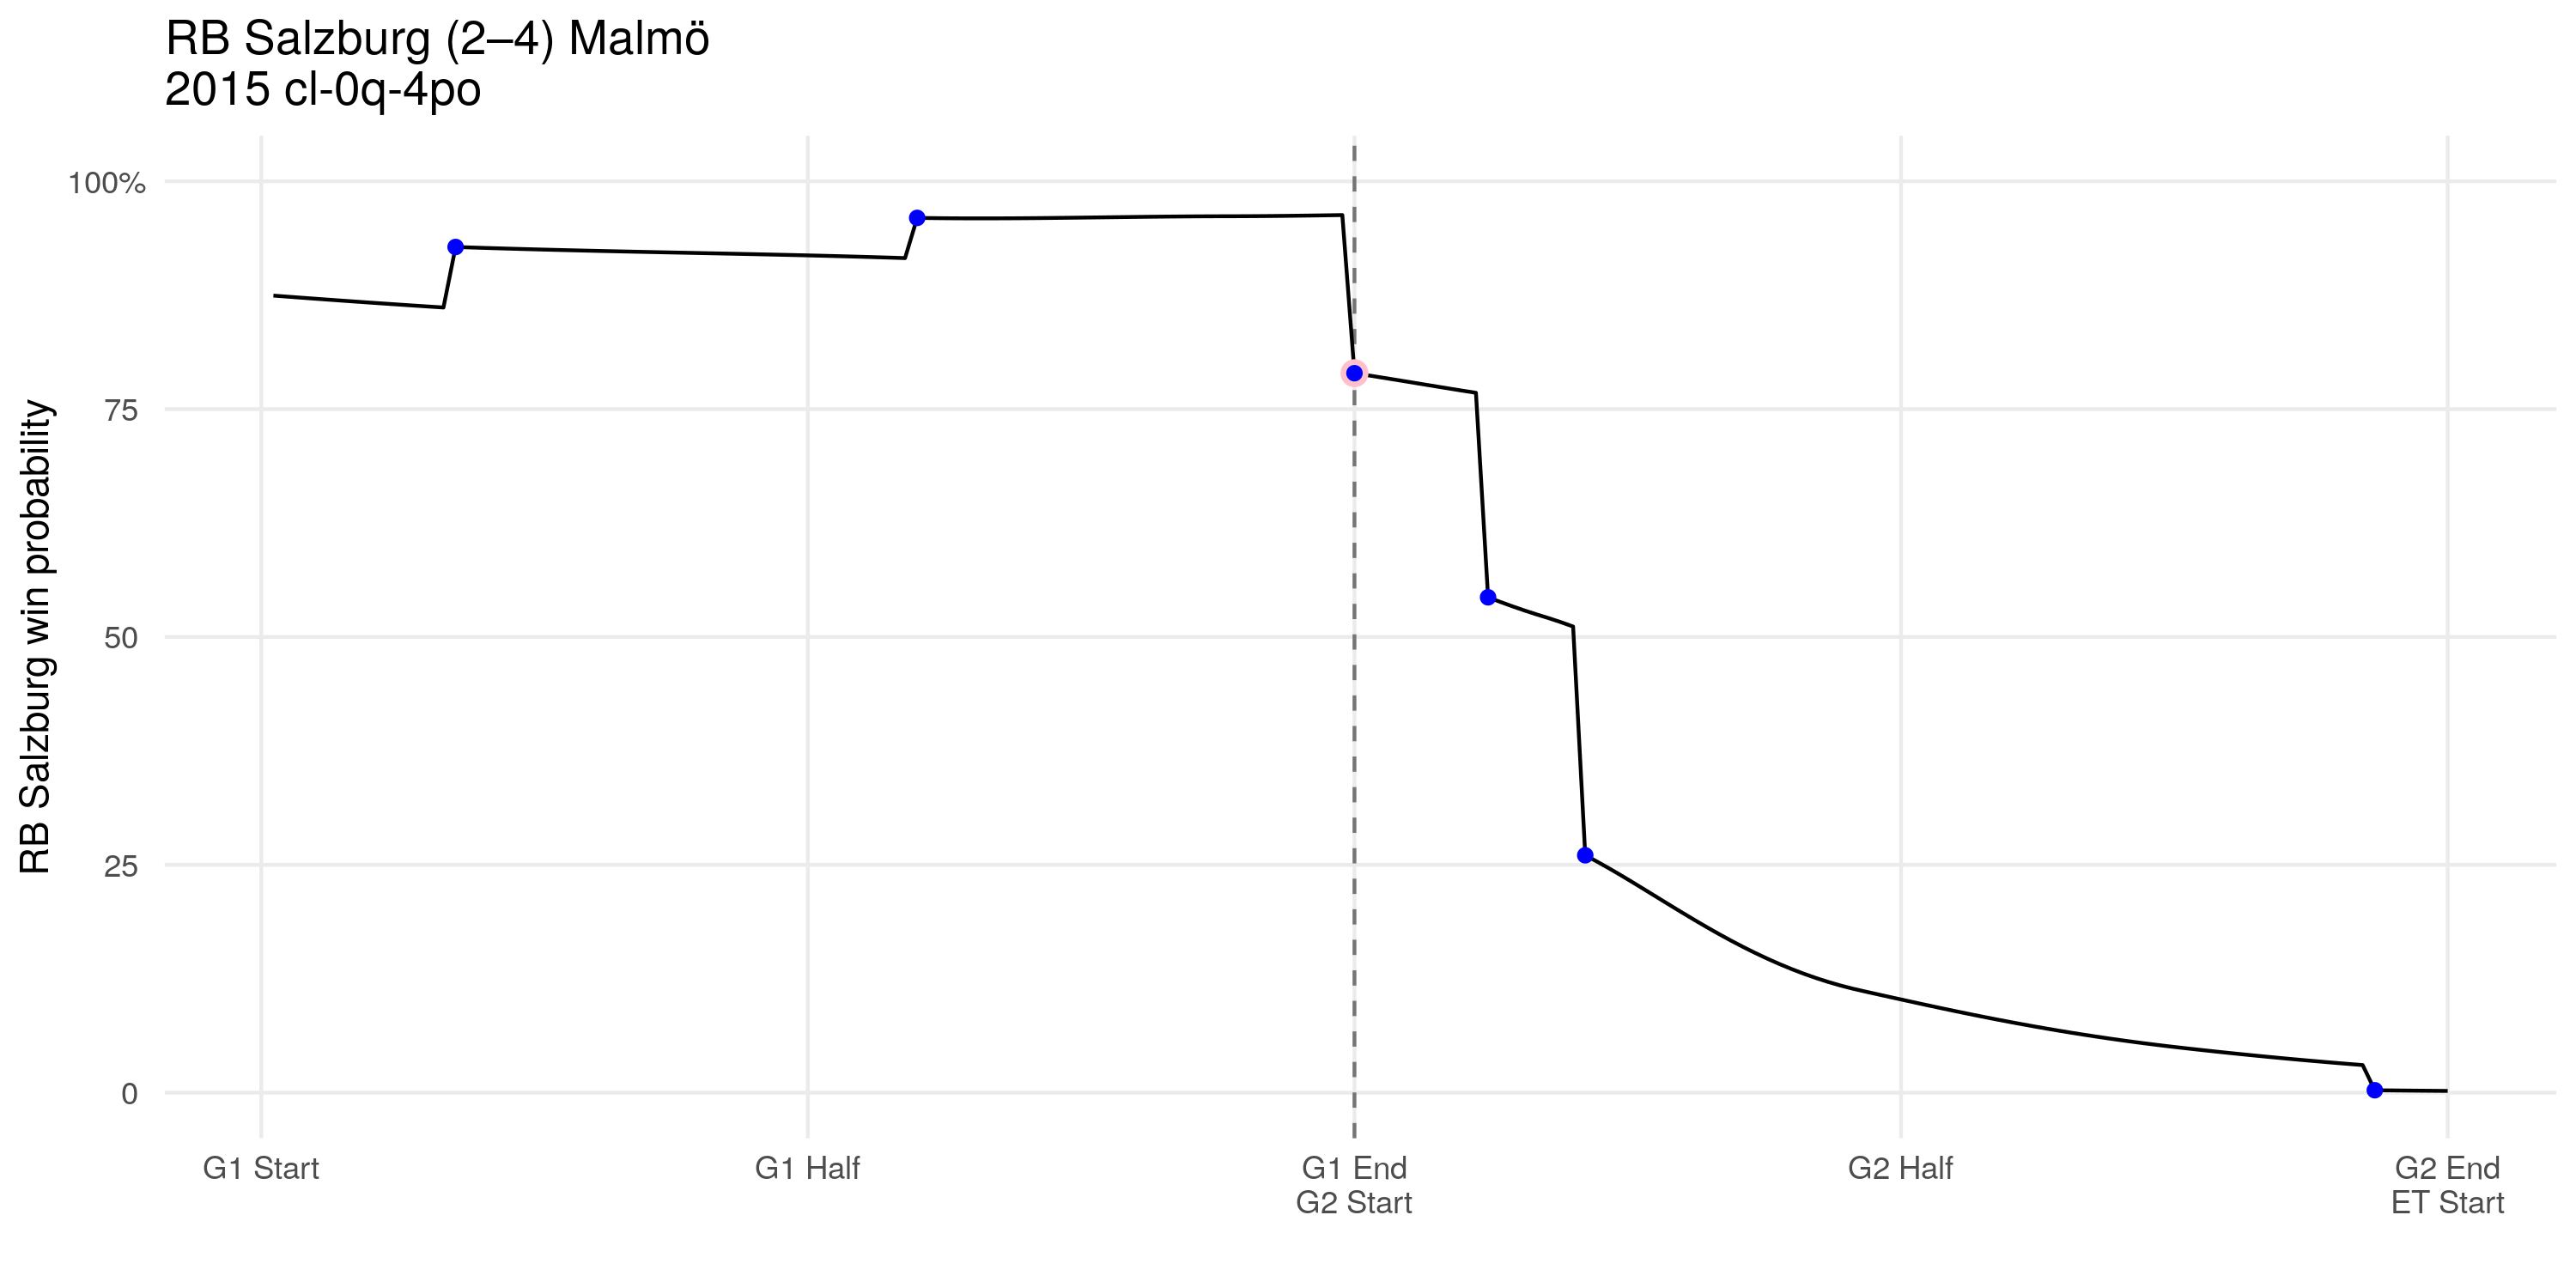 RB Salzburg (2–4) Malmö
2015 cl-0q-4po
RB Salzburg win probability
100%
75
50
25
0
G1 Start
G1 Half
G1 End
G2 Start
G2 Half
G2 End
ET Start